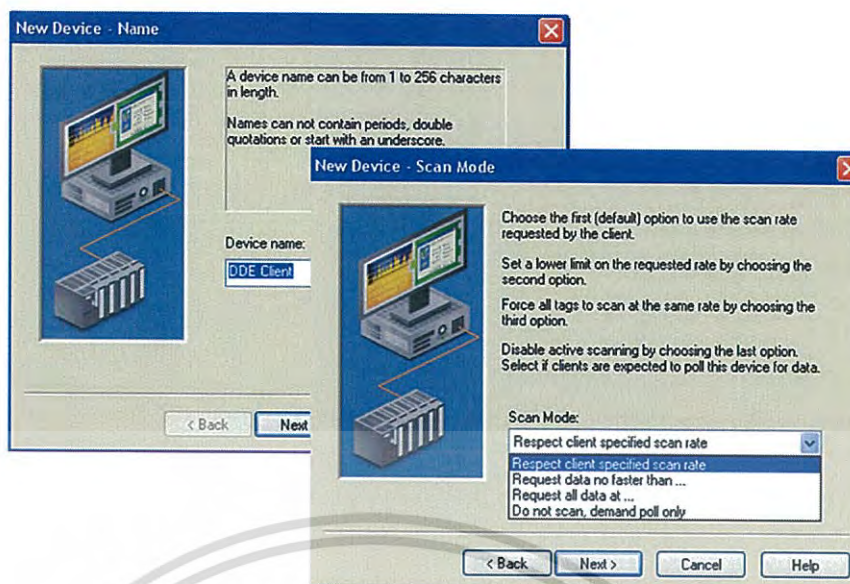 New Device - Name
A device name can be from 1 to 256 characters
in length.
Names can not contain periods, double
quotations or start with an underscore.
Device name:
DDE Client
< Back
Next
New Device - Scan Mode
Choose the first (default) option to use the scan rate
requested by the client.
Set a lower limit on the requested rate by choosing the
second option.
Force all tags to scan at the same rate by choosing the
third option.
Disable active scanning by choosing the last option.
Select if clients are expected to poll this device for data.
Scan Mode:
Respect client specified scan rate
Respect client specified scan rate
Request data no faster than ...
Request all data at ...
Do not scan, demand poll only
< Back
Next >
Cancel
Help